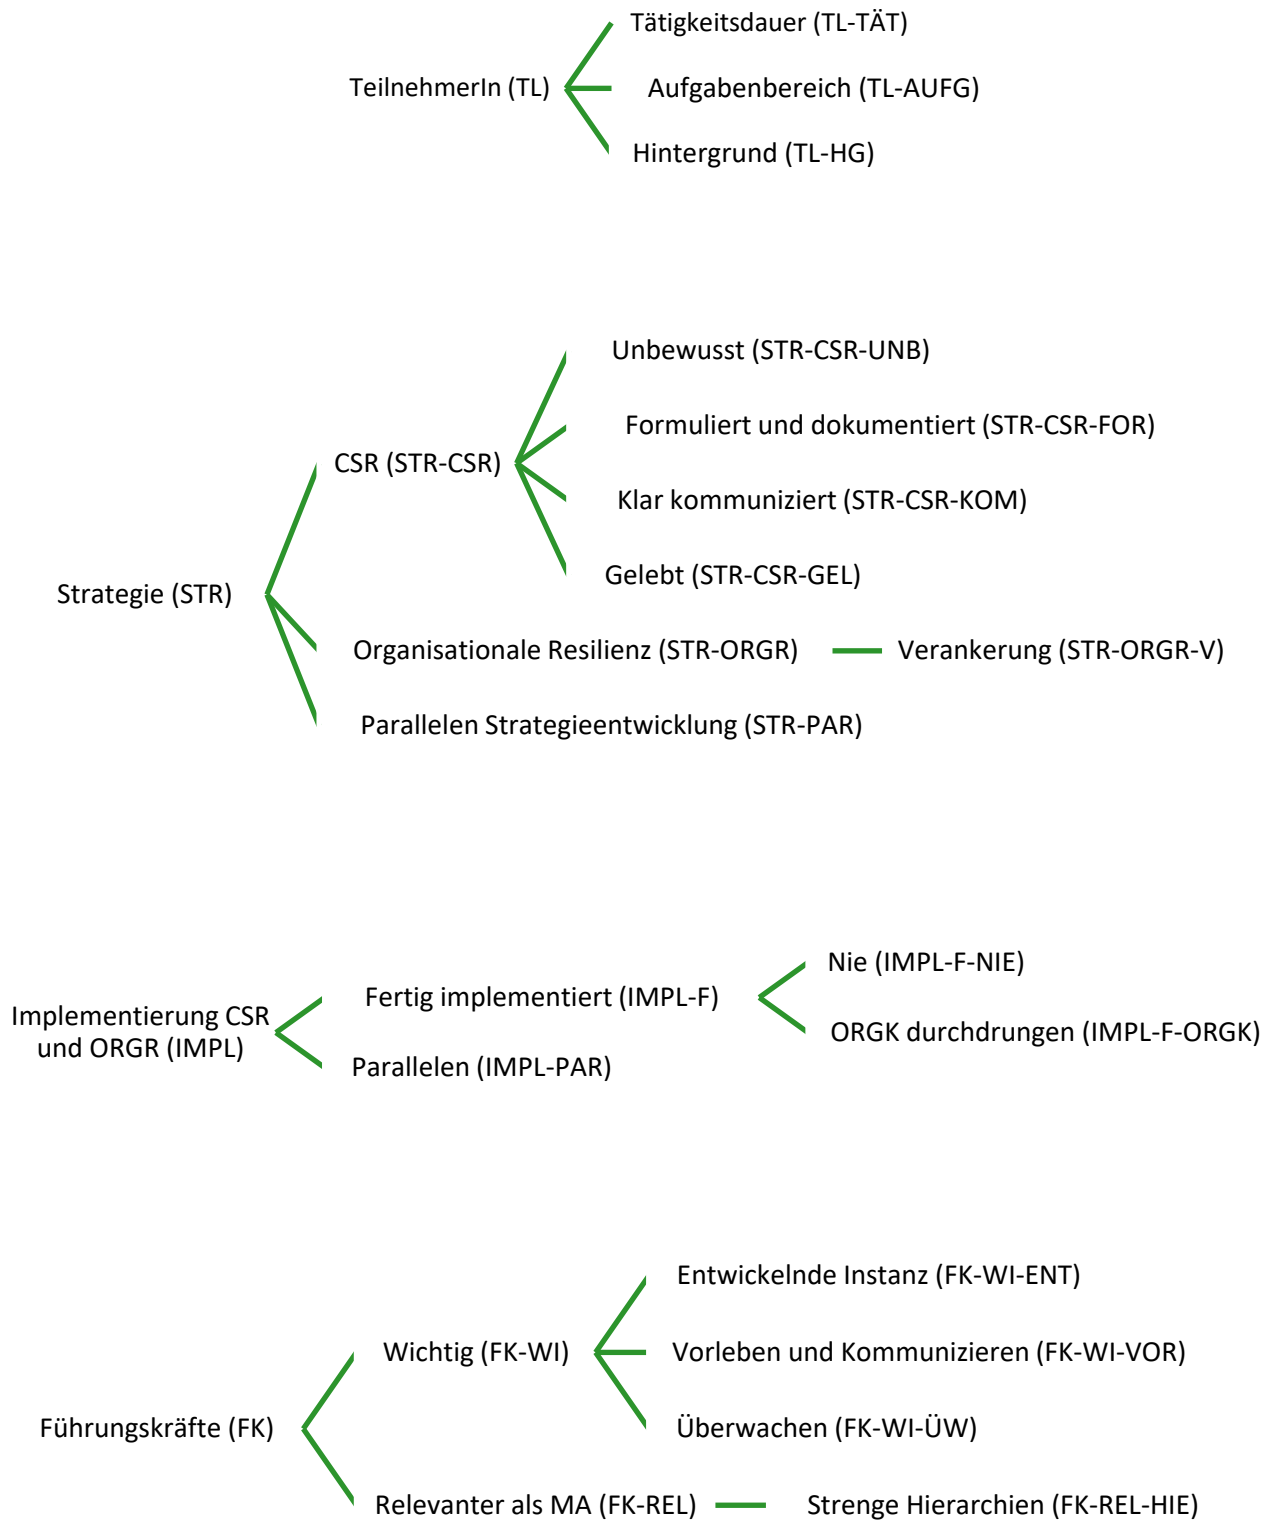 Tätigkeitsdauer (TL-TÄT)
TeilnehmerIn (TL)
Aufgabenbereich (TL-AUFG)
Hintergrund (TL-HG)
Unbewusst (STR-CSR-UNB)
Formuliert und dokumentiert (STR-CSR-FOR)
CSR (STR-CSR)
Klar kommuniziert (STR-CSR-KOM)
Gelebt (STR-CSR-GEL)
Strategie (STR)
Organisationale Resilienz (STR-ORGR)
Verankerung (STR-ORGR-V)
Parallelen Strategieentwicklung (STR-PAR)
Nie (IMPL-F-NIE)
Fertig implementiert (IMPL-F)
Implementierung CSR
und ORGR (IMPL)
ORGK durchdrungen (IMPL-F-ORGK)
Parallelen (IMPL-PAR)
Entwickelnde Instanz (FK-WI-ENT)
Wichtig (FK-WI)
Vorleben und Kommunizieren (FK-WI-VOR)
Führungskräfte (FK)
Überwachen (FK-WI-ÜW)
Relevanter als MA (FK-REL)
Strenge Hierarchien (FK-REL-HIE)